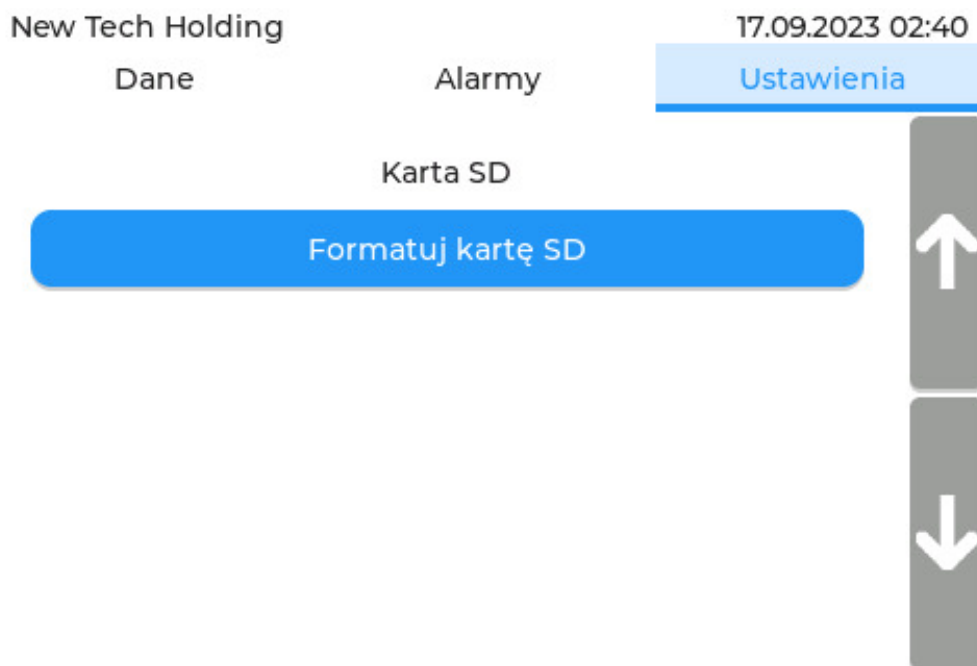 New Tech Holding 17.09.2023 02:40
Dane Alarmy Ustawienia
Karta SD
Formatuj kartę SD